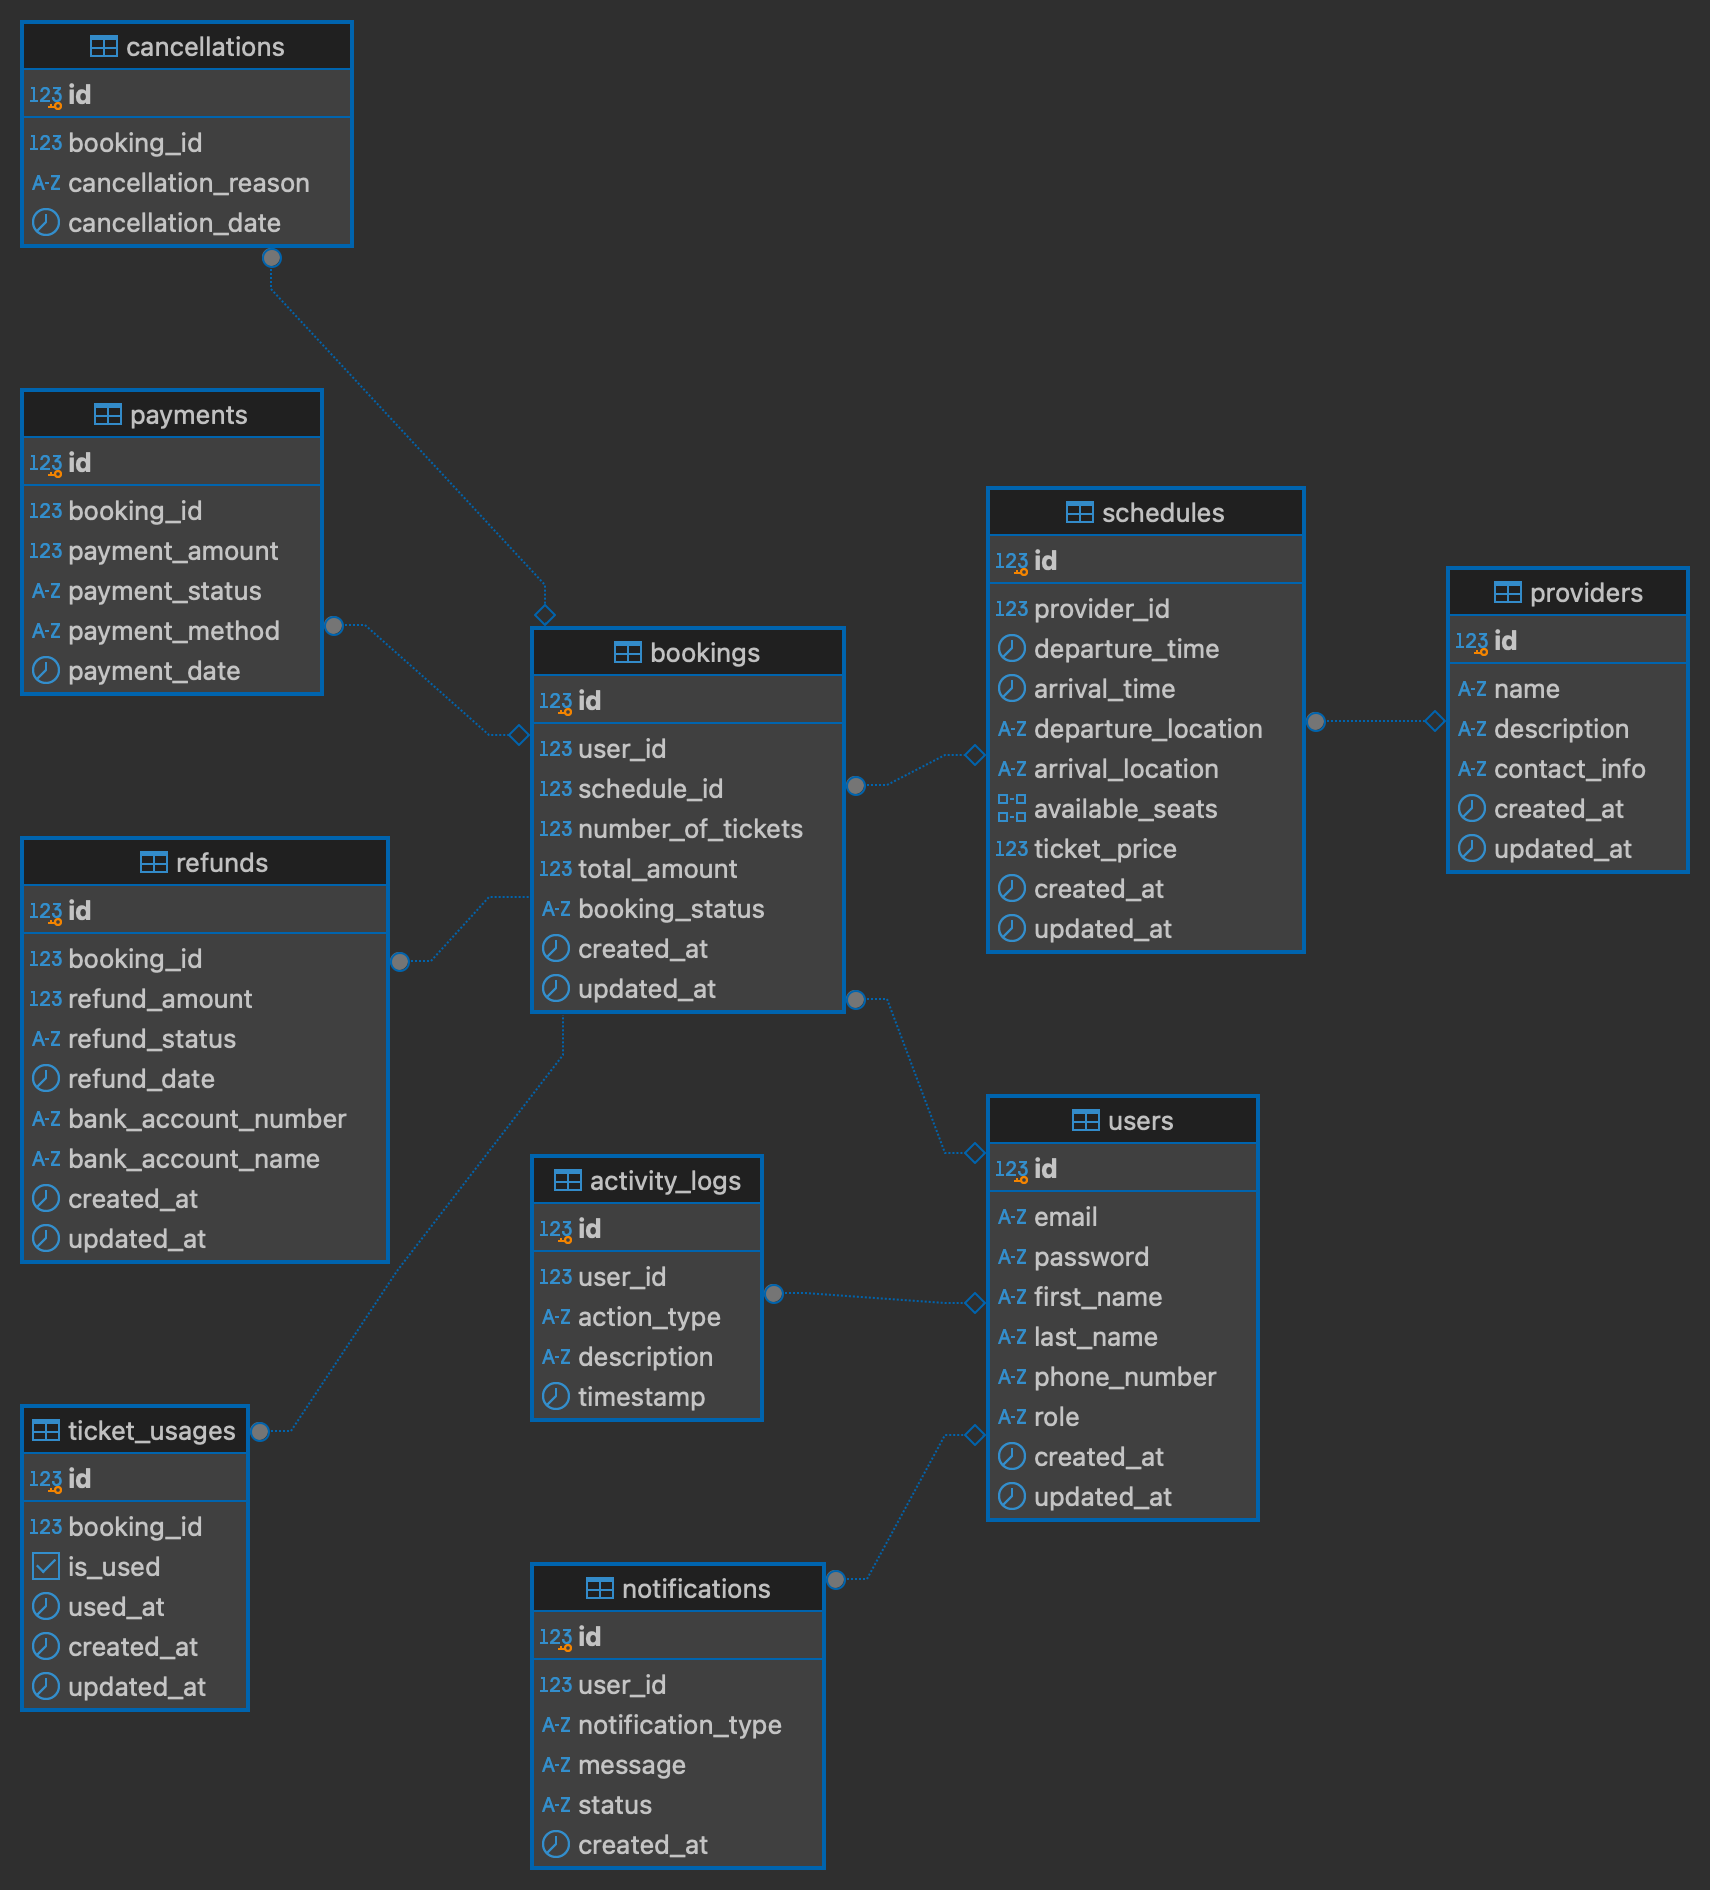 cancellations
123 id
123 booking_id
A-Z cancellation_reason
cancellation_date
payments
123 id
123 booking_id
123 payment_amount
A-Z payment_status
A-Z payment_method
payment_date
refunds
123 id
123 booking_id
123 refund_amount
A-Z refund_status
refund_date
A-Z bank_account_number
A-Z bank_account_name
created_at
updated_at
ticket_usages
123 id
123 booking_id
is_used
used_at
created_at
updated_at
bookings
123 id
123 user_id
123 schedule_id
123 number_of_tickets
123 total_amount
A-Z booking_status
created_at
updated_at
activity_logs
123 id
123 user_id
A-Z action_type
A-Z description
timestamp
notifications
123 id
123 user_id
A-Z notification_type
A-Z message
A-Z status
created_at
schedules
123 id
123 provider_id
departure_time
arrival_time
A-Z departure_location
A-Z arrival_location
available_seats
123 ticket_price
created_at
updated_at
users
123 id
A-Z email
A-Z password
A-Z first_name
A-Z last_name
A-Z phone_number
A-Z role
created_at
updated_at
providers
123 id
A-Z name
A-Z description
A-Z contact_info
created_at
updated_at